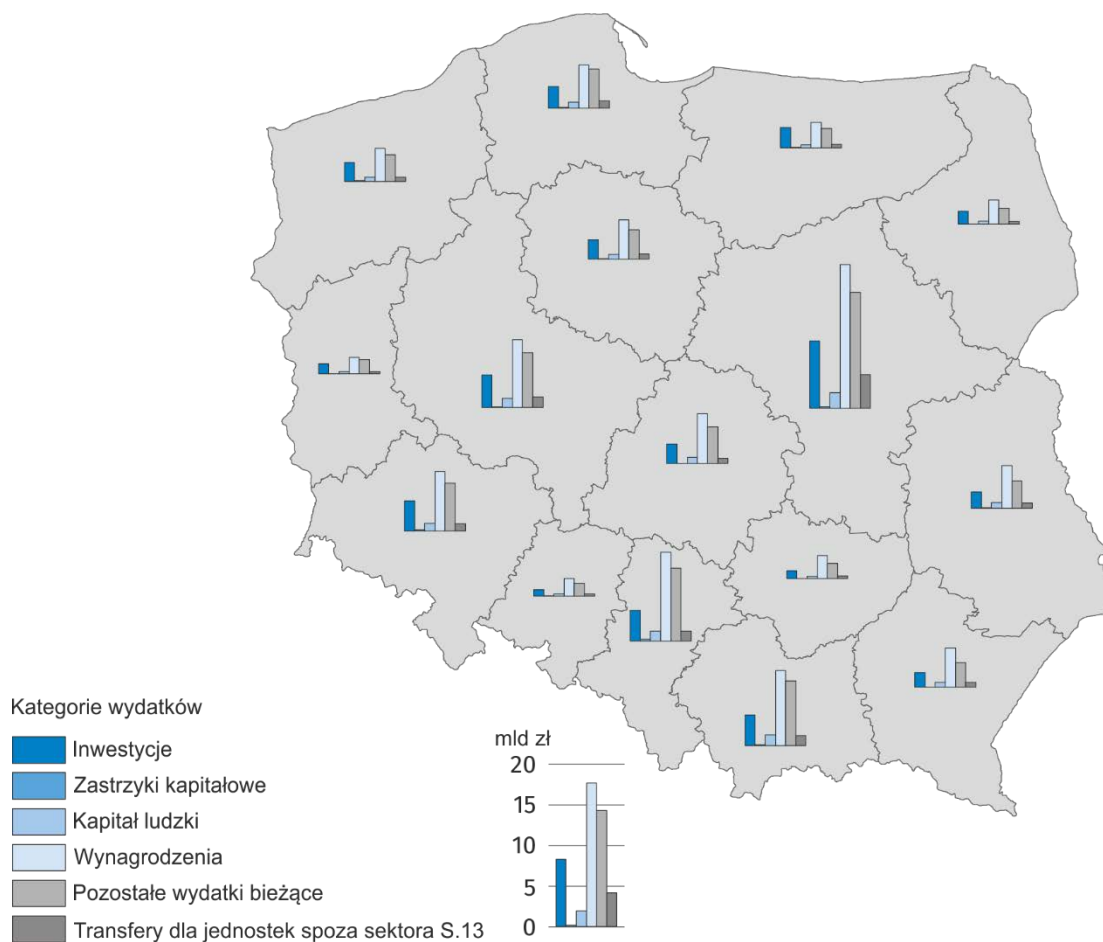 Kategorie wydatków
Inwestycje
Zastrzyki kapitałowe
Kapitał ludzki
Wynagrodzenia
Pozostałe wydatki bieżące
Transfery dla jednostek spoza sektora S.13
mld zł
20
15
10
5
0